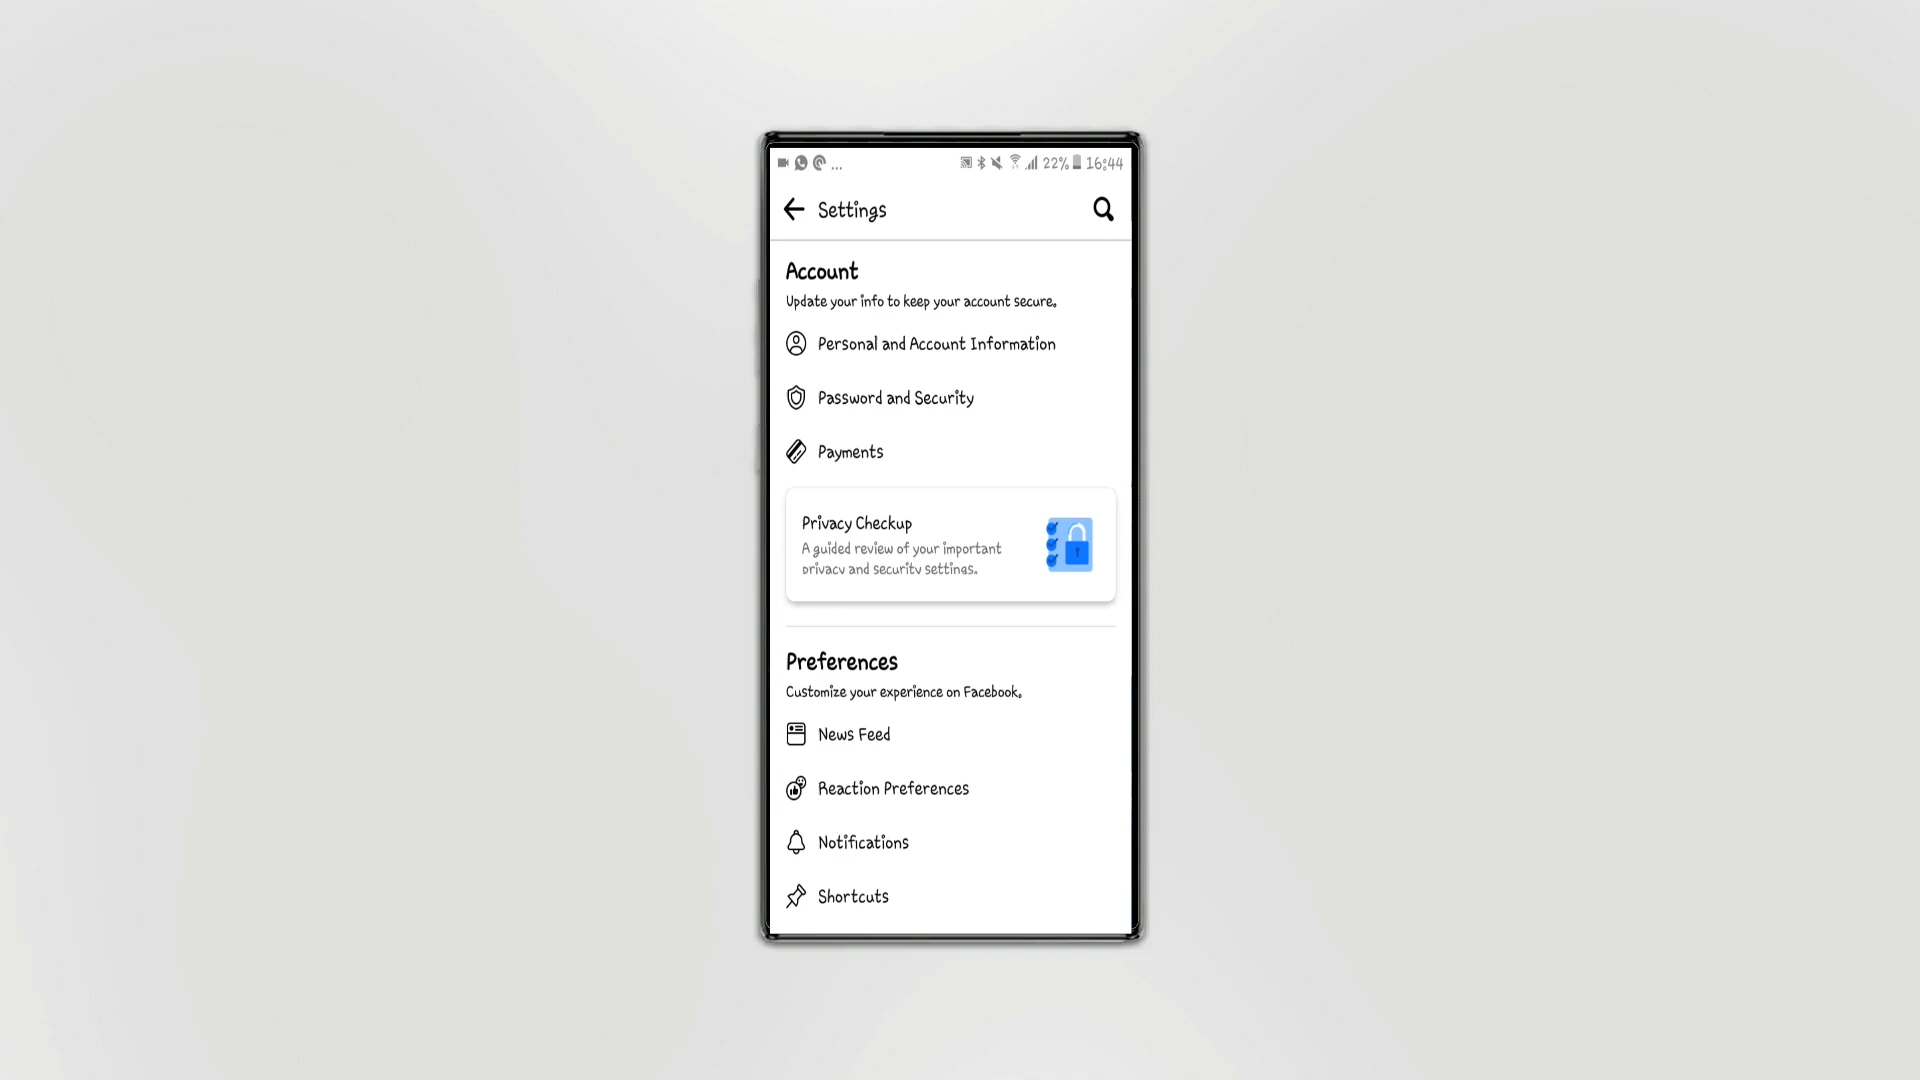 ... 22% 16:44
Settings
Account
Update your info to keep your account secure.
Personal and Account Information
Password and Security
Payments
Privacy Checkup
A guided review of your important
privacy and security settings.
Preferences
Customize your experience on Facebook.
News Feed
Reaction Preferences
Notifications
Shortcuts